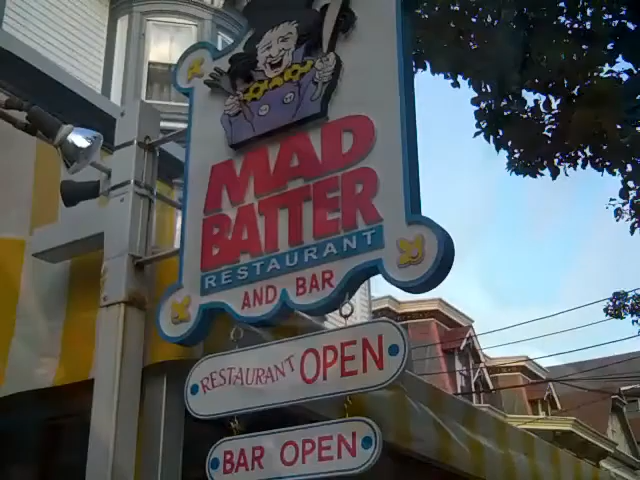 MAD
BATTER
RESTAURANT
AND BAR
RESTAURANT OPEN
BAR OPEN